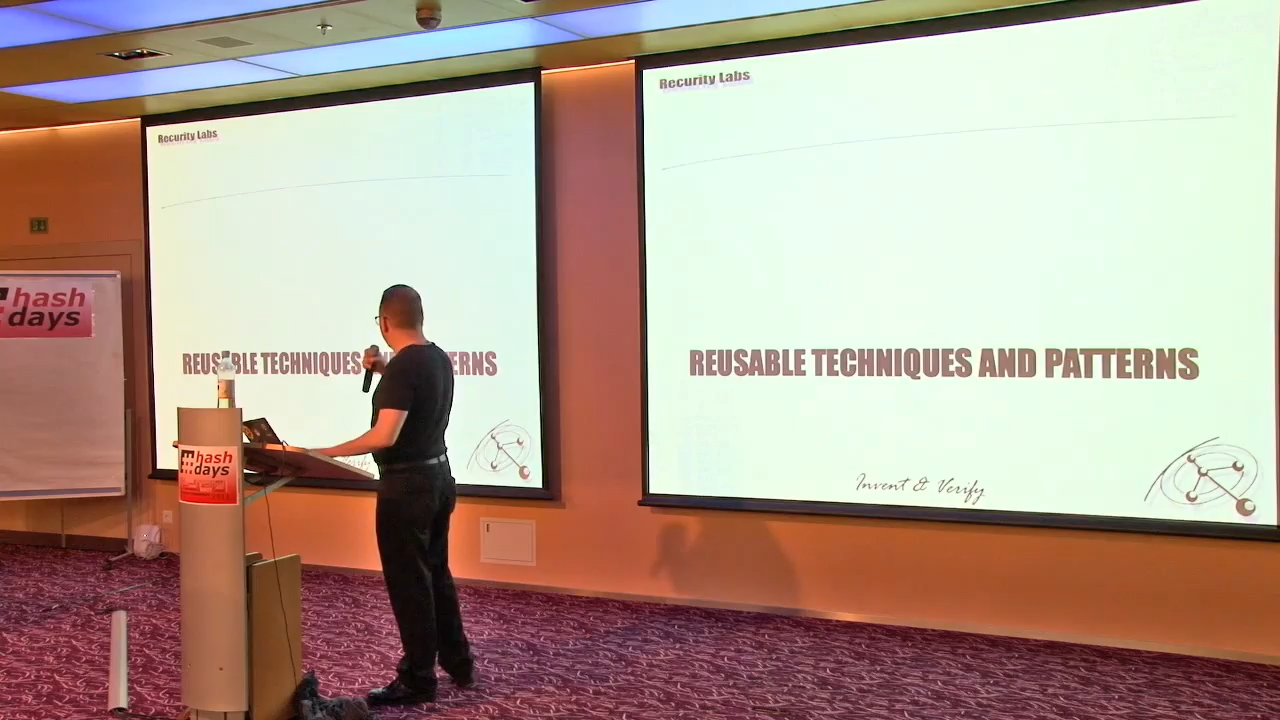 Recurity Labs
REUSABLE TECHNIQUES AND PATTERNS
Invent & Verify
Recurity Labs
REUSABLE TECHNIQUES ERNS
hash
days
#hash
days